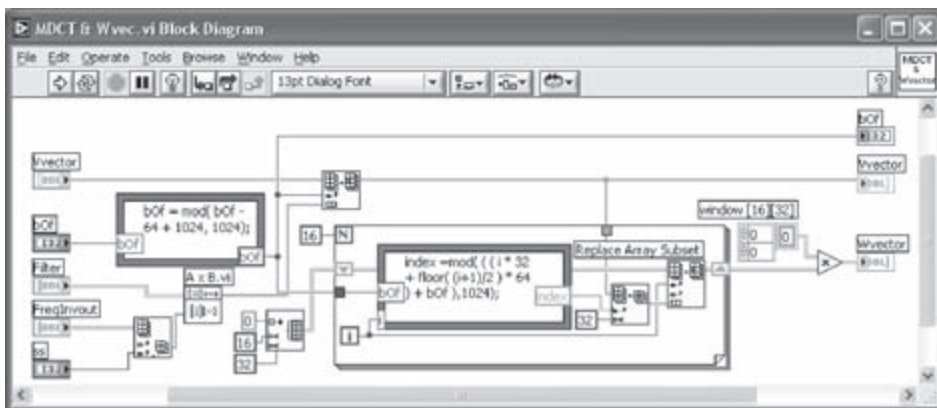 MDCT & Wvec.vi Block Diagram
File Edit Operate Tools Browse Window Help
13pt Dialog Font
MDCT
&
Wvector
bOf
I32
Vvector
DBL
Vvector
DBL
bOf = mod( bOf -
64 + 1024, 1024);
bOf
bOf
bOf
I32
Filter
DBL
A x B.vi
FreqInvout
DBL
ss
I32
0
16
32
16 N
index =mod( ( ( i * 32
+ floor( (i+1)/2 ) * 64
) + bOf ),1024);
bOf
index
i
Replace Array Subset
32
window [16][32]
0
0
0
Wvector
DBL